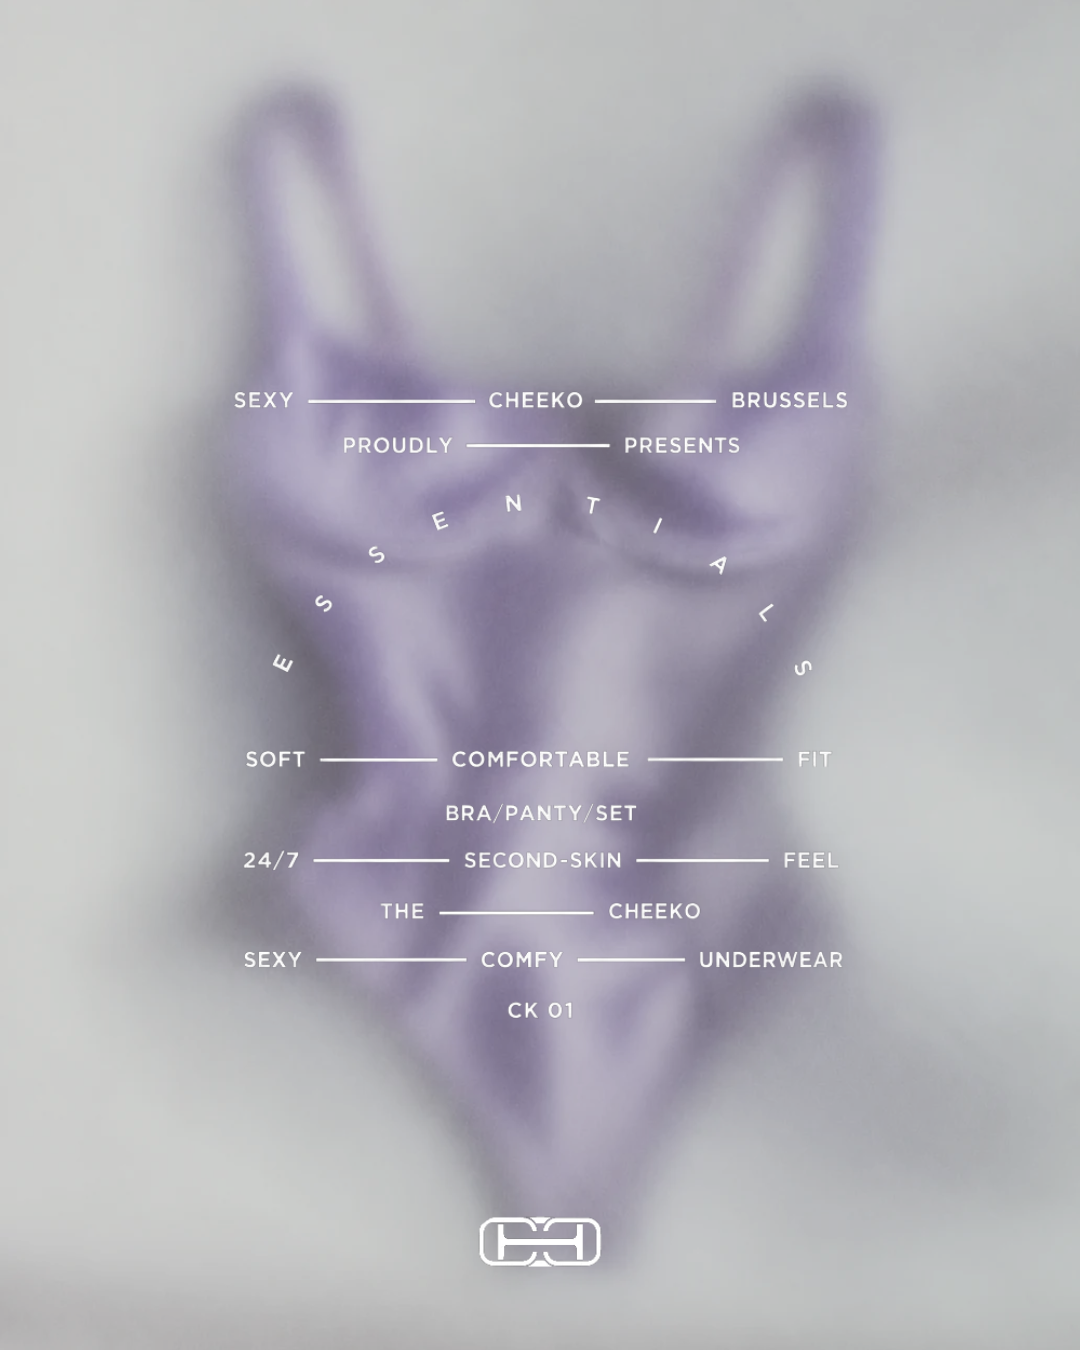 SEXY CHEEKO BRUSSELS
PROUDLY PRESENTS
ESSENTIALS
SOFT COMFORTABLE FIT
BRA/PANTY/SET
24/7 SECOND-SKIN FEEL
THE CHEEKO
SEXY COMFY UNDERWEAR
CK 01